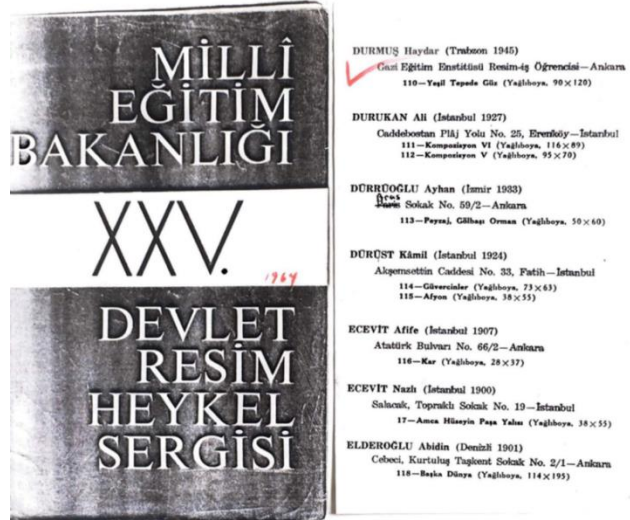 MİLLÎ
EĞİTİM
BAKANLIĞI
XXV.
1964
DEVLET
RESİM
HEYKEL
SERGİSİ
DURMUŞ Haydar (Trabzon 1945)
Gazi Eğitim Enstitüsü Resim-iş Öğrencisi—Ankara
110—Yeşil Tepede Güz (Yağlıboya, 90×120)
DURUKAN Ali (İstanbul 1927)
Caddebostan Plâj Yolu No. 25, Erenköy—İstanbul
111—Kompozisyon VI (Yağlıboya, 116×89)
112—Kompozisyon V (Yağlıboya, 95×70)
DÜRRÜOĞLU Ayhan (İzmir 1933)
Paris Sokak No. 59/2—Ankara
113—Peyzaj, Gölbaşı Orman (Yağlıboya, 50×60)
DÜRÜST Kâmil (İstanbul 1924)
Akşemsettin Caddesi No. 33, Fatih—İstanbul
114—Güvercinler (Yağlıboya, 73×63)
115—Afyon (Yağlıboya, 38×55)
ECEVİT Afife (İstanbul 1907)
Atatürk Bulvarı No. 66/2—Ankara
116—Kar (Yağlıboya, 28×37)
ECEVİT Nazlı (İstanbul 1900)
Salacak, Topraklı Sokak No. 19—İstanbul
17—Amca Hüseyin Paşa Yalısı (Yağlıboya, 38×55)
ELDEROĞLU Abidin (Denizli 1901)
Cebeci, Kurtuluş Taşkent Sokak No. 2/1—Ankara
118—Başka Dünya (Yağlıboya, 114×195)